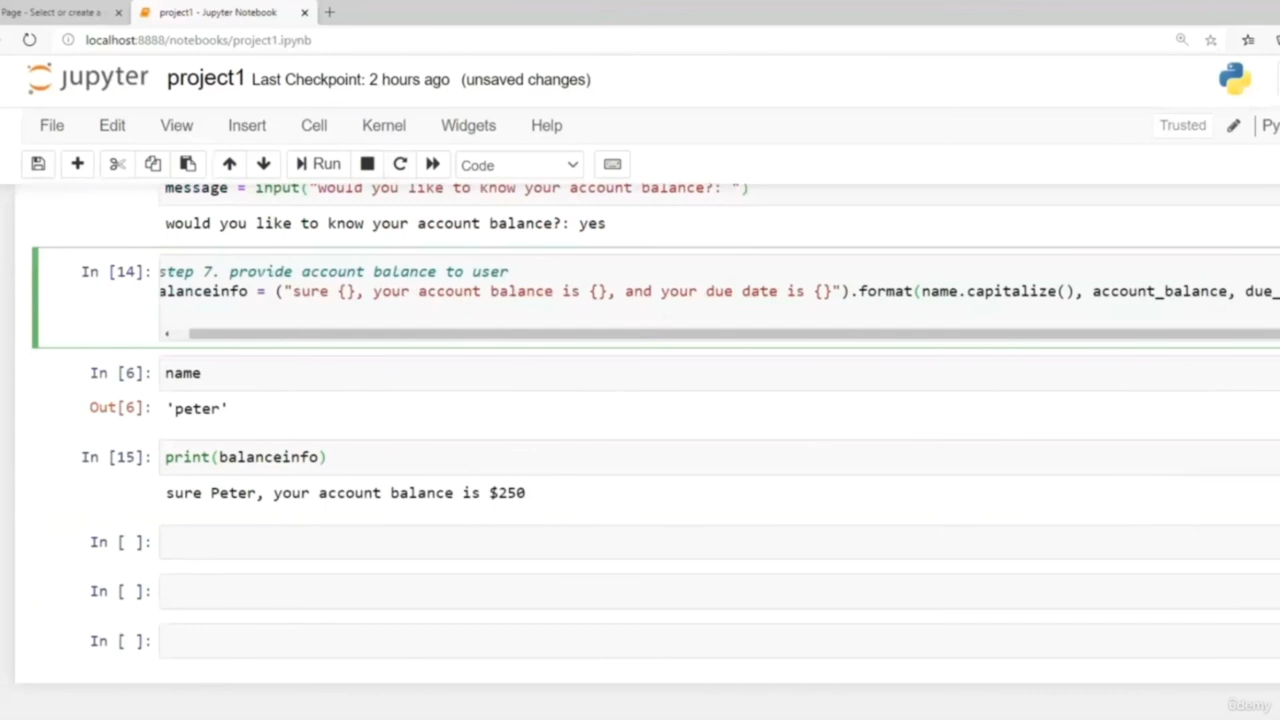 Page - Select or create a
project1 - Jupyter Notebook
localhost:8888/notebooks/project1.ipynb
jupyter project1 Last Checkpoint: 2 hours ago (unsaved changes)
File Edit View Insert Cell Kernel Widgets Help Trusted Py
Run Code
message = input("would you like to know your account balance?: ")
would you like to know your account balance?: yes
In [14]: step 7. provide account balance to user
alanceinfo = ("sure {}, your account balance is {}, and your due date is {}").format(name.capitalize(), account_balance, due_
In [6]: name
Out[6]: 'peter'
In [15]: print(balanceinfo)
sure Peter, your account balance is $250
In [ ]:
In [ ]:
In [ ]:
ûdemy